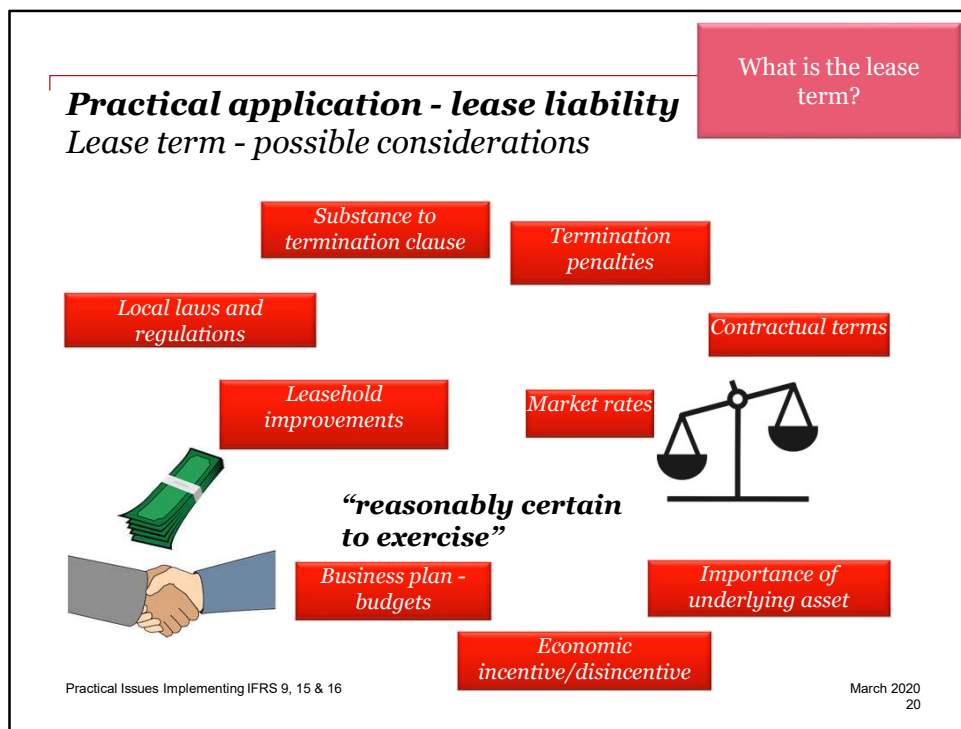 What is the lease
term?
Practical application - lease liability
Lease term - possible considerations
Substance to
termination clause
Termination
penalties
Local laws and
regulations
Contractual terms
Leasehold
improvements
Market rates
“reasonably certain
to exercise”
Business plan -
budgets
Importance of
underlying asset
Economic
incentive/disincentive
Practical Issues Implementing IFRS 9, 15 & 16
March 2020
20